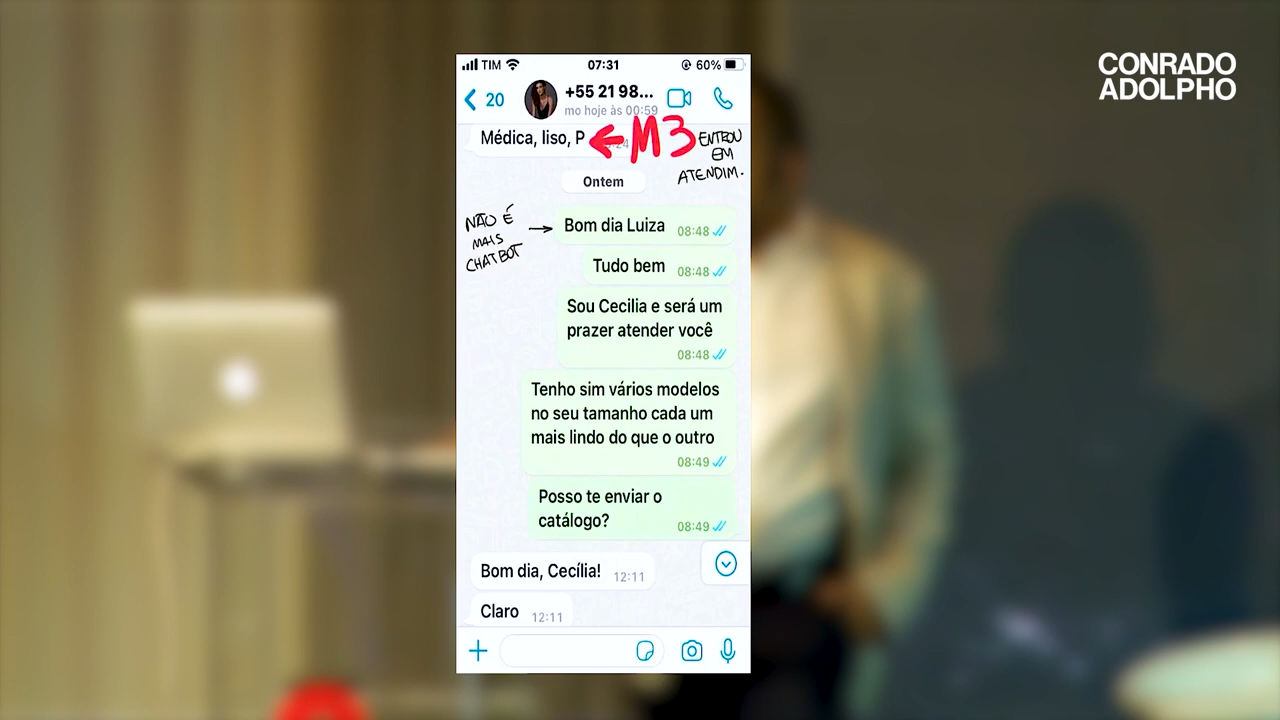 CONRADO
ADOLPHO
TIM
07:31
60%
20
+55 21 98...
mo hoje às 00:59
Médica, liso, P
M3
ENTROU
EM
ATENDIM.
Ontem
NÃO É
MAIS
CHATBOT
Bom dia Luiza 08:48
Tudo bem 08:48
Sou Cecilia e será um
prazer atender você
08:48
Tenho sim vários modelos
no seu tamanho cada um
mais lindo do que o outro
08:49
Posso te enviar o
catálogo? 08:49
Bom dia, Cecília! 12:11
Claro 12:11